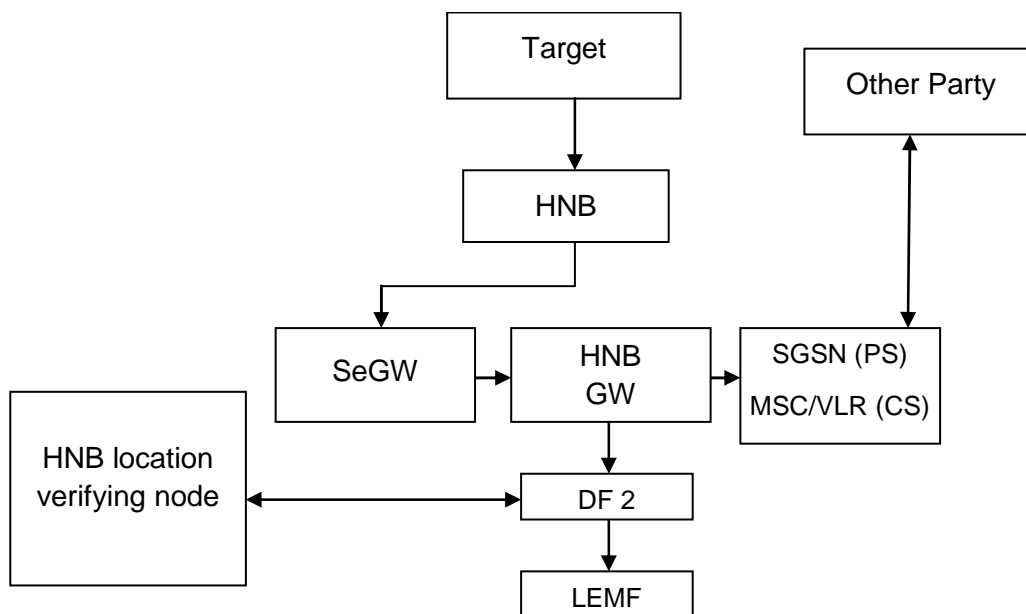 Target
Other Party
HNB
SeGW
HNB
GW
SGSN (PS)
MSC/VLR (CS)
HNB location
verifying node
DF 2
LEMF